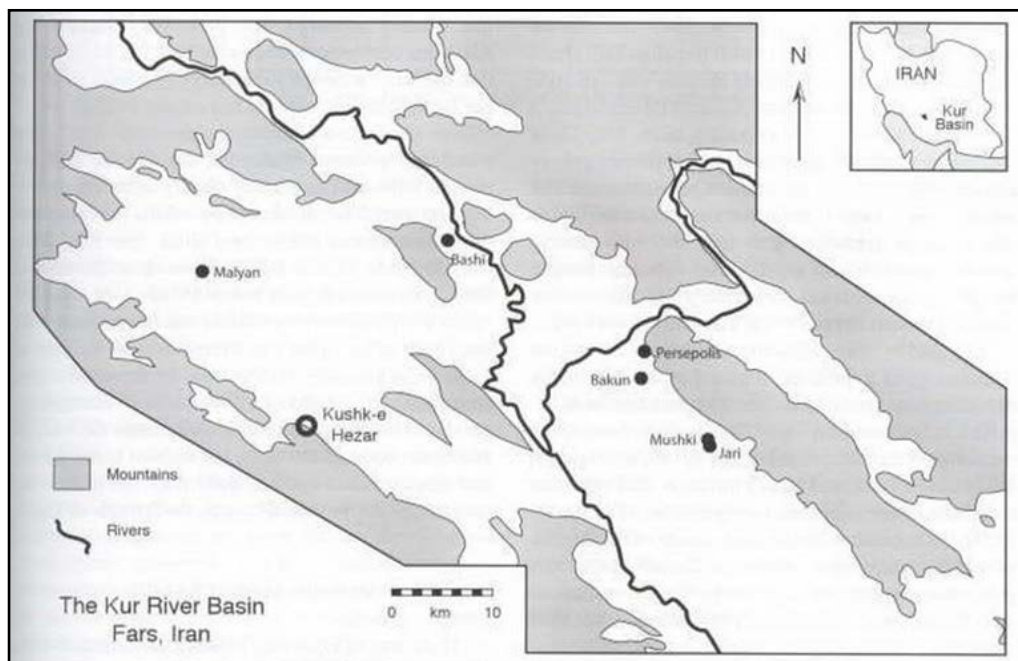 N
IRAN
Kur
Basin
Bashi
Malyan
Persepolis
Bakun
Kushk-e
Hezar
Mushki
Jari
Mountains
Rivers
The Kur River Basin
Fars, Iran
0 km 10